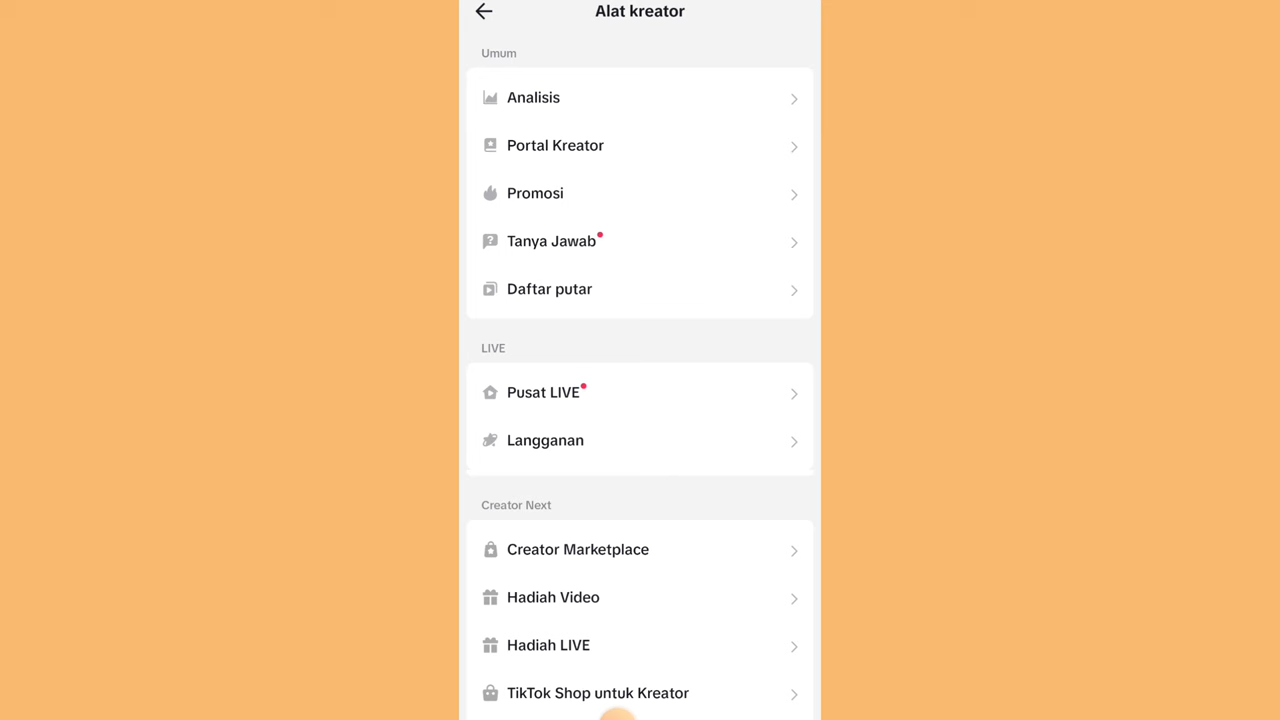 Alat kreator
Umum
Analisis
Portal Kreator
Promosi
Tanya Jawab
Daftar putar
LIVE
Pusat LIVE
Langganan
Creator Next
Creator Marketplace
Hadiah Video
Hadiah LIVE
TikTok Shop untuk Kreator